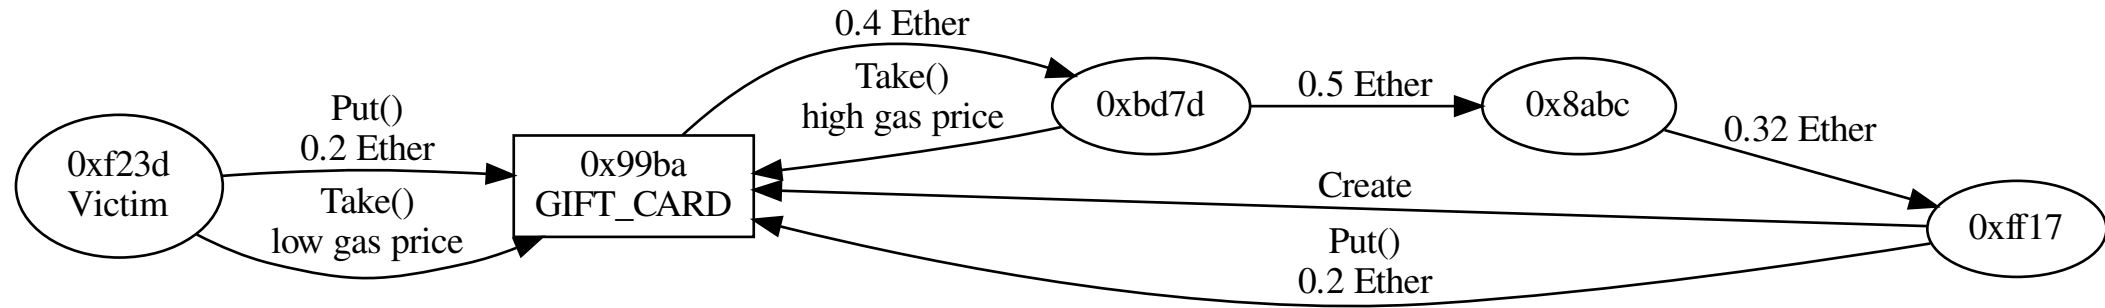 0xf23d
Victim
Put()
0.2 Ether
Take()
low gas price
0x99ba
GIFT_CARD
0.4 Ether
Take()
high gas price
0xbd7d
0.5 Ether
0x8abc
0.32 Ether
0xff17
Create
Put()
0.2 Ether